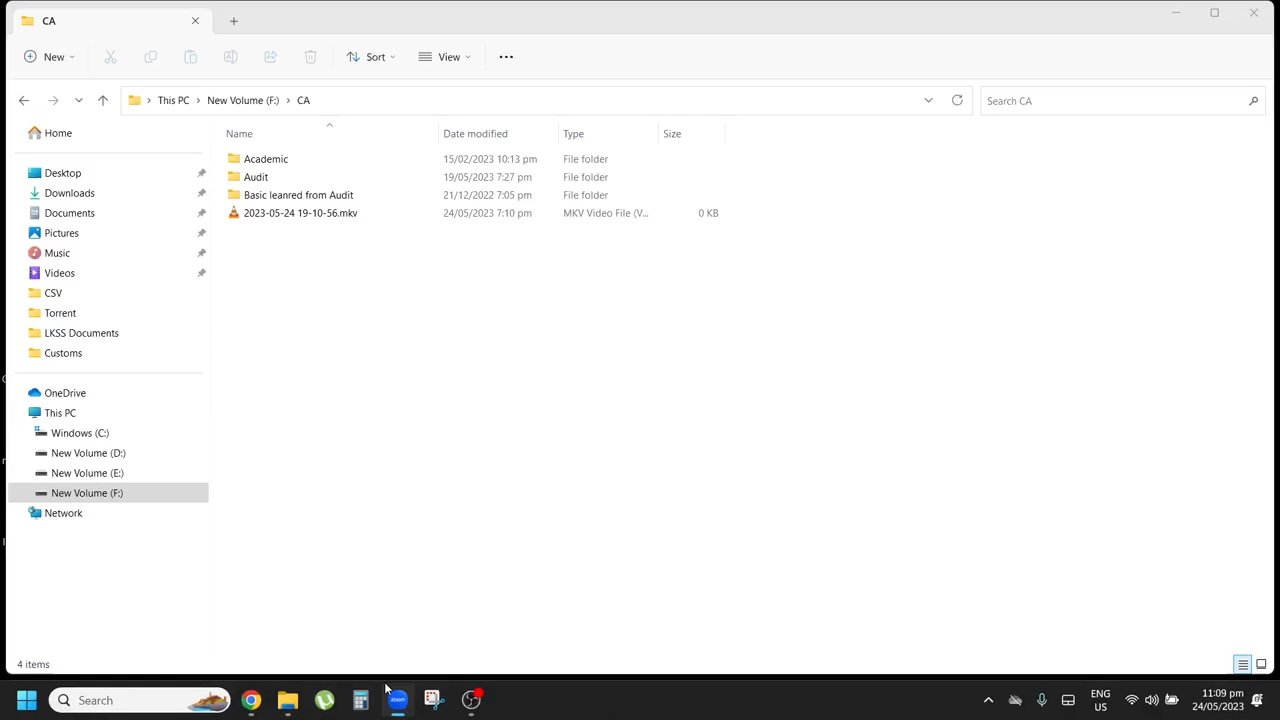 CA
New
Sort
View
This PC
New Volume (F:)
CA
Search CA
Name
Date modified
Type
Size
Home
Academic
15/02/2023 10:13 pm
File folder
Audit
19/05/2023 7:27 pm
File folder
Basic leanred from Audit
21/12/2022 7:05 pm
File folder
2023-05-24 19-10-56.mkv
24/05/2023 7:10 pm
MKV Video File (V...
0 KB
Desktop
Downloads
Documents
Pictures
Music
Videos
CSV
Torrent
LKSS Documents
Customs
OneDrive
This PC
Windows (C:)
New Volume (D:)
New Volume (E:)
New Volume (F:)
Network
4 items
Search
zoom
ENG
US
11:09 pm
24/05/2023